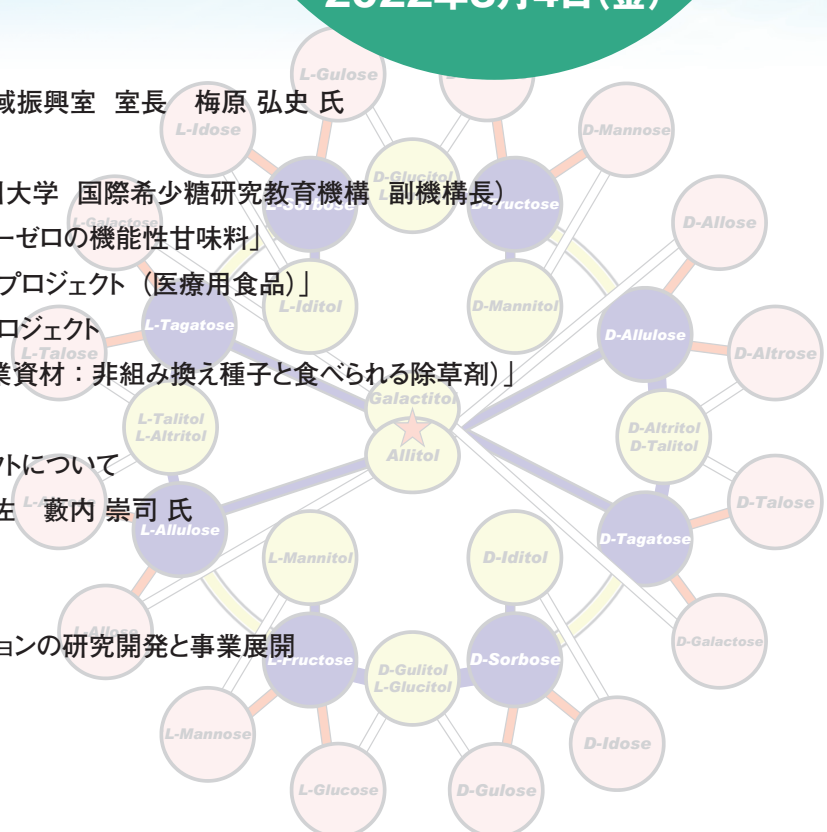 2022年3月4日（金）
L-Gulose
域振興室 室長 梅原 弘史 氏
L-Idose
D-Mannose
D-Glucitol
大学 国際希少糖研究教育機構 副機構長）
L-Sorbose
D-Fructose
L-Galactose
D-Allose
ーゼロの機能性甘味料」
プロジェクト（医療用食品）」
L-Iditol
D-Mannitol
L-Tagatose
ロジェクト
D-Allulose
L-Talose
D-Altrose
業資材：非組み換え種子と食べられる除草剤）」
Galactitol
L-Talitol
L-Altritol
D-Altritol
D-Talitol
Allitol
クトについて
佐 藪内 崇司 氏
D-Talose
L-Allulose
D-Tagatose
L-Mannitol
D-Iditol
L-Allose
ョンの研究開発と事業展開
D-Galactose
L-Fructose
D-Gulitol
L-Glucitol
D-Sorbose
L-Mannose
D-Idose
L-Glucose
D-Gulose